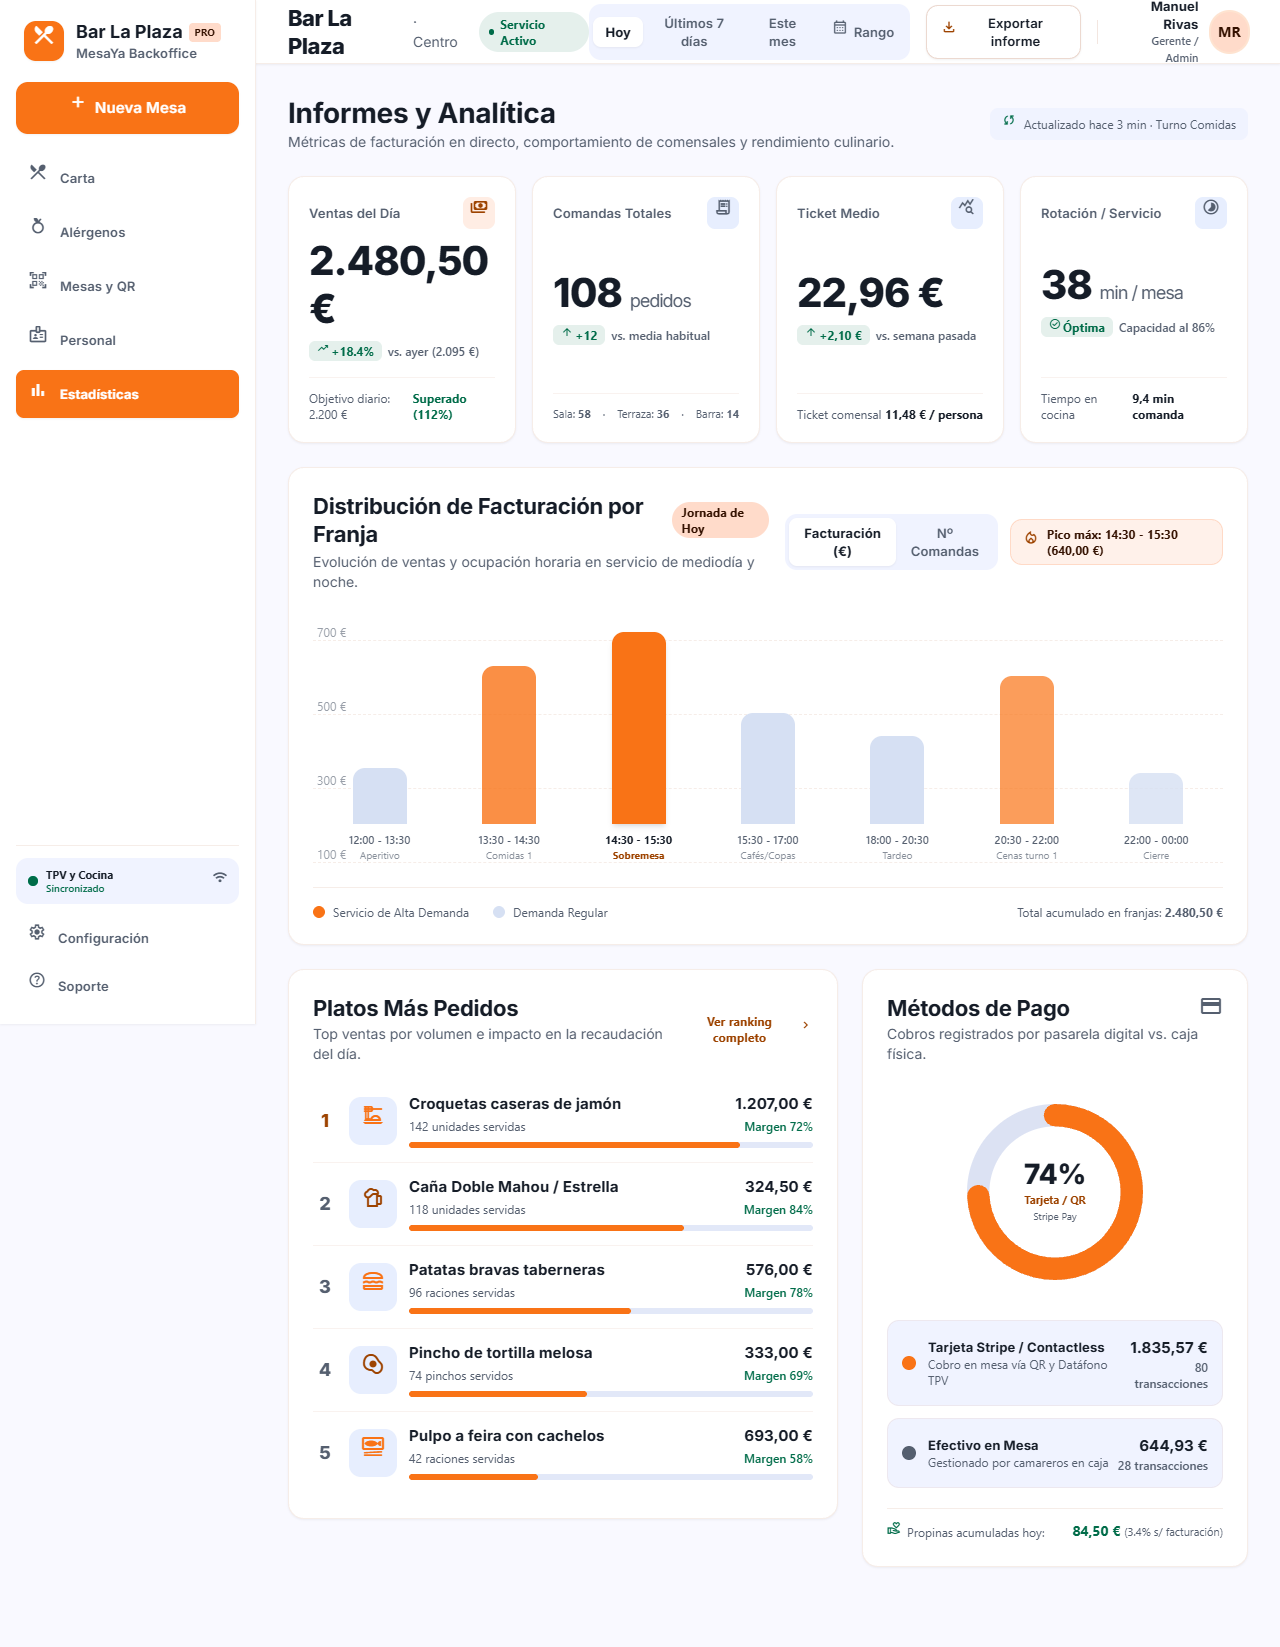 Bar La Plaza PRO
MesaYa Backoffice
Nueva Mesa
Carta
Alérgenos
Mesas y QR
Personal
Estadísticas
TPV y Cocina
Sincronizado
Configuración
Soporte
Bar La
Plaza
·
Centro
Servicio
Activo
Hoy
Últimos 7
días
Este
mes
Rango
Exportar
informe
Manuel
Rivas
Gerente /
Admin
MR
Informes y Analítica
Métricas de facturación en directo, comportamiento de comensales y rendimiento culinario.
Actualizado hace 3 min · Turno Comidas
Ventas del Día
2.480,50
€
+18.4% vs. ayer (2.095 €)
Objetivo diario:
2.200 €
Superado
(112%)
Comandas Totales
108 pedidos
+12 vs. media habitual
Sala: 58 · Terraza: 36 · Barra: 14
Ticket Medio
22,96 €
+2,10 € vs. semana pasada
Ticket comensal 11,48 € / persona
Rotación / Servicio
38 min / mesa
Óptima Capacidad al 86%
Tiempo en
cocina
9,4 min
comanda
Distribución de Facturación por
Franja
Jornada de
Hoy
Evolución de ventas y ocupación horaria en servicio de mediodía y
noche.
Facturación
(€)
Nº
Comandas
Pico máx: 14:30 - 15:30
(640,00 €)
700 €
500 €
300 €
100 €
12:00 - 13:30
Aperitivo
13:30 - 14:30
Comidas 1
14:30 - 15:30
Sobremesa
15:30 - 17:00
Cafés/Copas
18:00 - 20:30
Tardeo
20:30 - 22:00
Cenas turno 1
22:00 - 00:00
Cierre
Servicio de Alta Demanda
Demanda Regular
Total acumulado en franjas: 2.480,50 €
Platos Más Pedidos
Top ventas por volumen e impacto en la recaudación
del día.
Ver ranking
completo
1
Croquetas caseras de jamón 1.207,00 €
142 unidades servidas Margen 72%
2
Caña Doble Mahou / Estrella 324,50 €
118 unidades servidas Margen 84%
3
Patatas bravas taberneras 576,00 €
96 raciones servidas Margen 78%
4
Pincho de tortilla melosa 333,00 €
74 pinchos servidos Margen 69%
5
Pulpo a feira con cachelos 693,00 €
42 raciones servidas Margen 58%
Métodos de Pago
Cobros registrados por pasarela digital vs. caja
física.
74%
Tarjeta / QR
Stripe Pay
Tarjeta Stripe / Contactless
Cobro en mesa vía QR y Datáfono
TPV
1.835,57 €
80
transacciones
Efectivo en Mesa
Gestionado por camareros en caja
644,93 €
28 transacciones
Propinas acumuladas hoy: 84,50 € (3.4% s/ facturación)